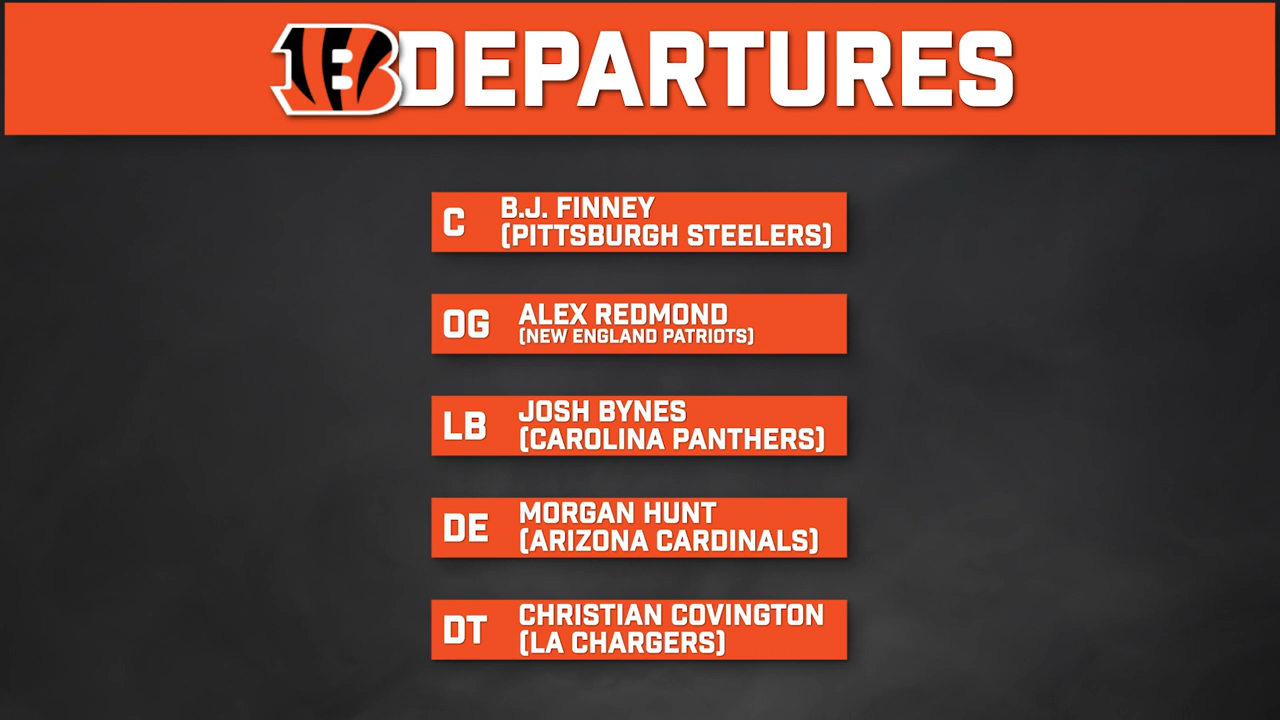 B DEPARTURES
C B.J. FINNEY
(PITTSBURGH STEELERS)
OG ALEX REDMOND
(NEW ENGLAND PATRIOTS)
LB JOSH BYNES
(CAROLINA PANTHERS)
DE MORGAN HUNT
(ARIZONA CARDINALS)
DT CHRISTIAN COVINGTON
(LA CHARGERS)